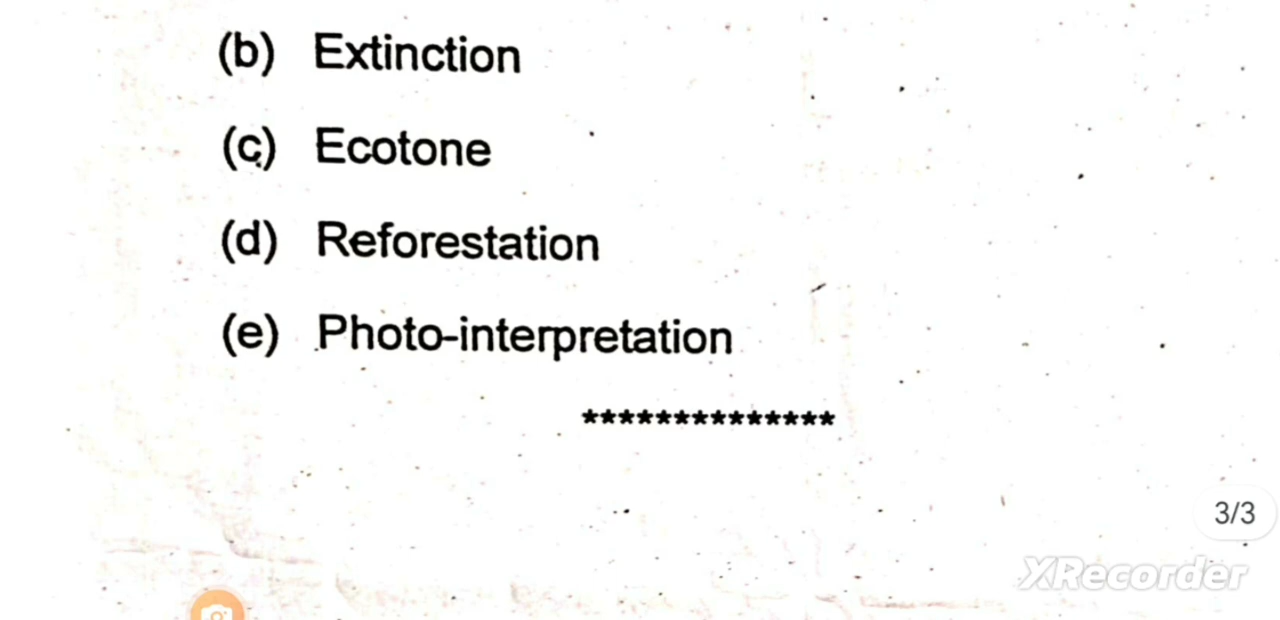 (b) Extinction
(c) Ecotone
(d) Reforestation
(e) Photo-interpretation
**************
3/3
XRecorder